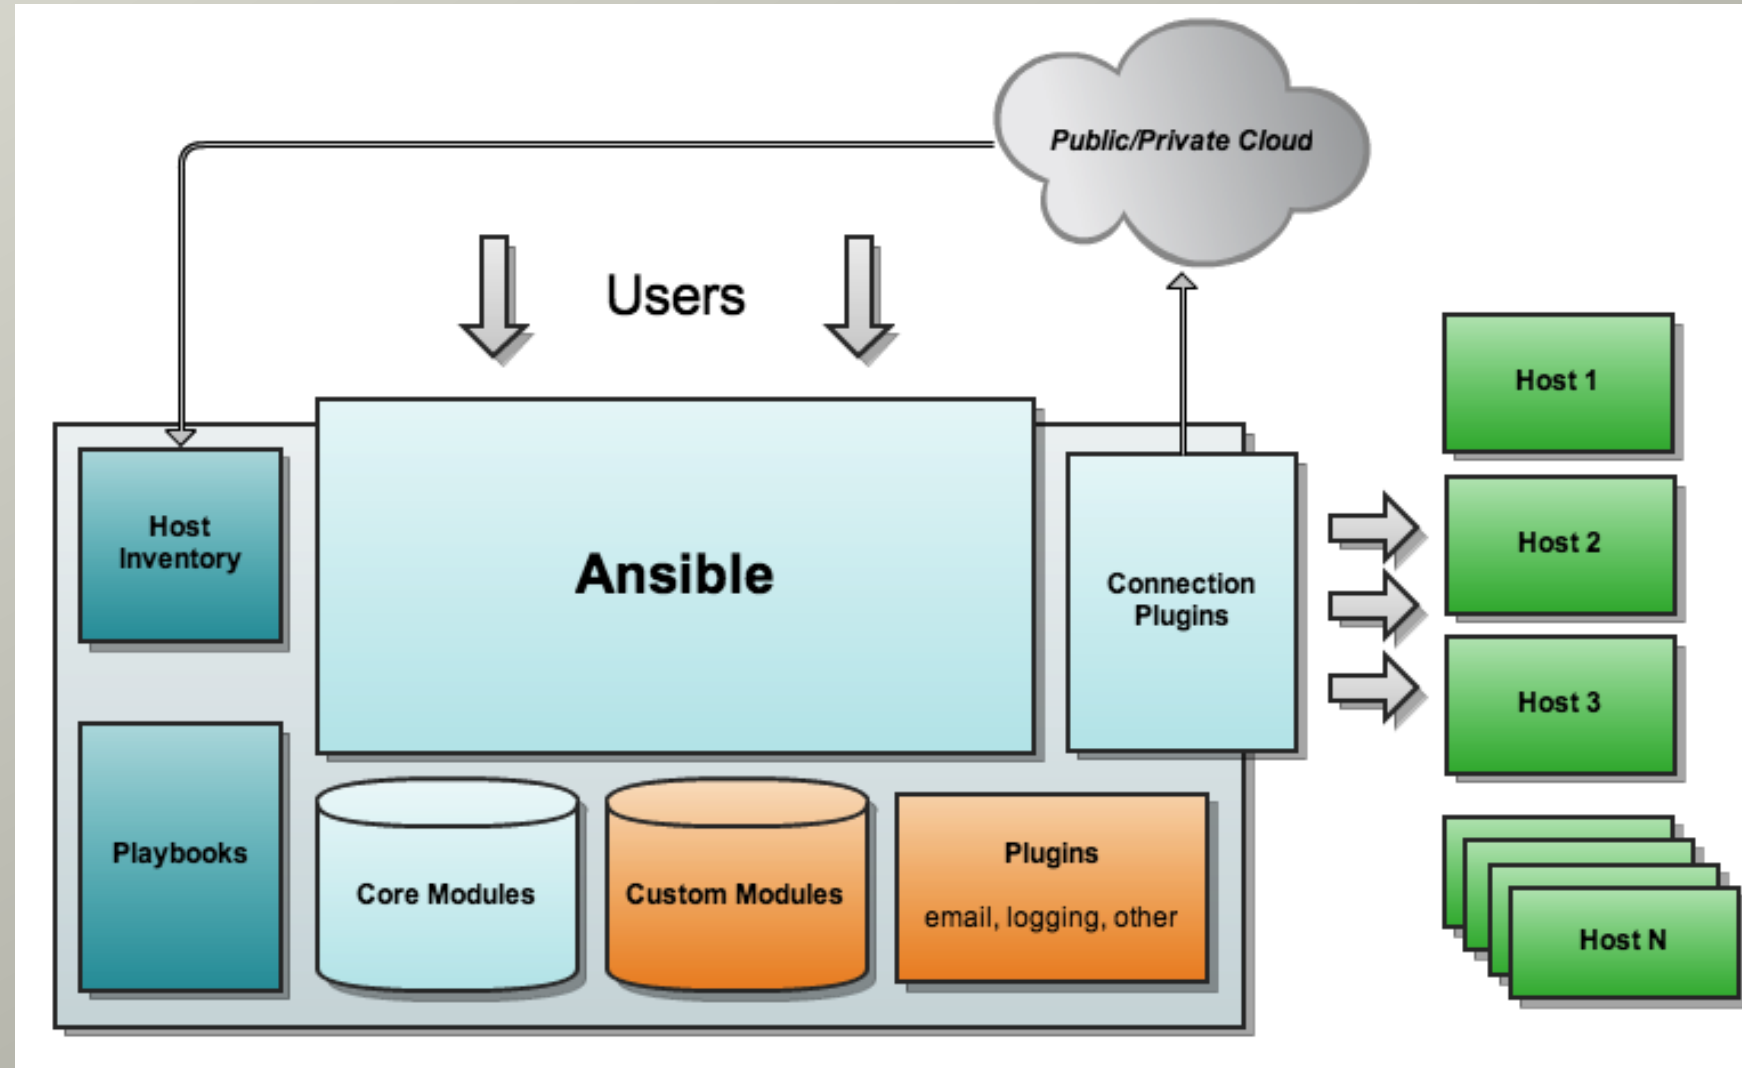 Public/Private Cloud
Users
Host 1
Host
Inventory
Ansible
Connection
Plugins
Host 2
Host 3
Playbooks
Core Modules
Custom Modules
Plugins
email, logging, other
Host N